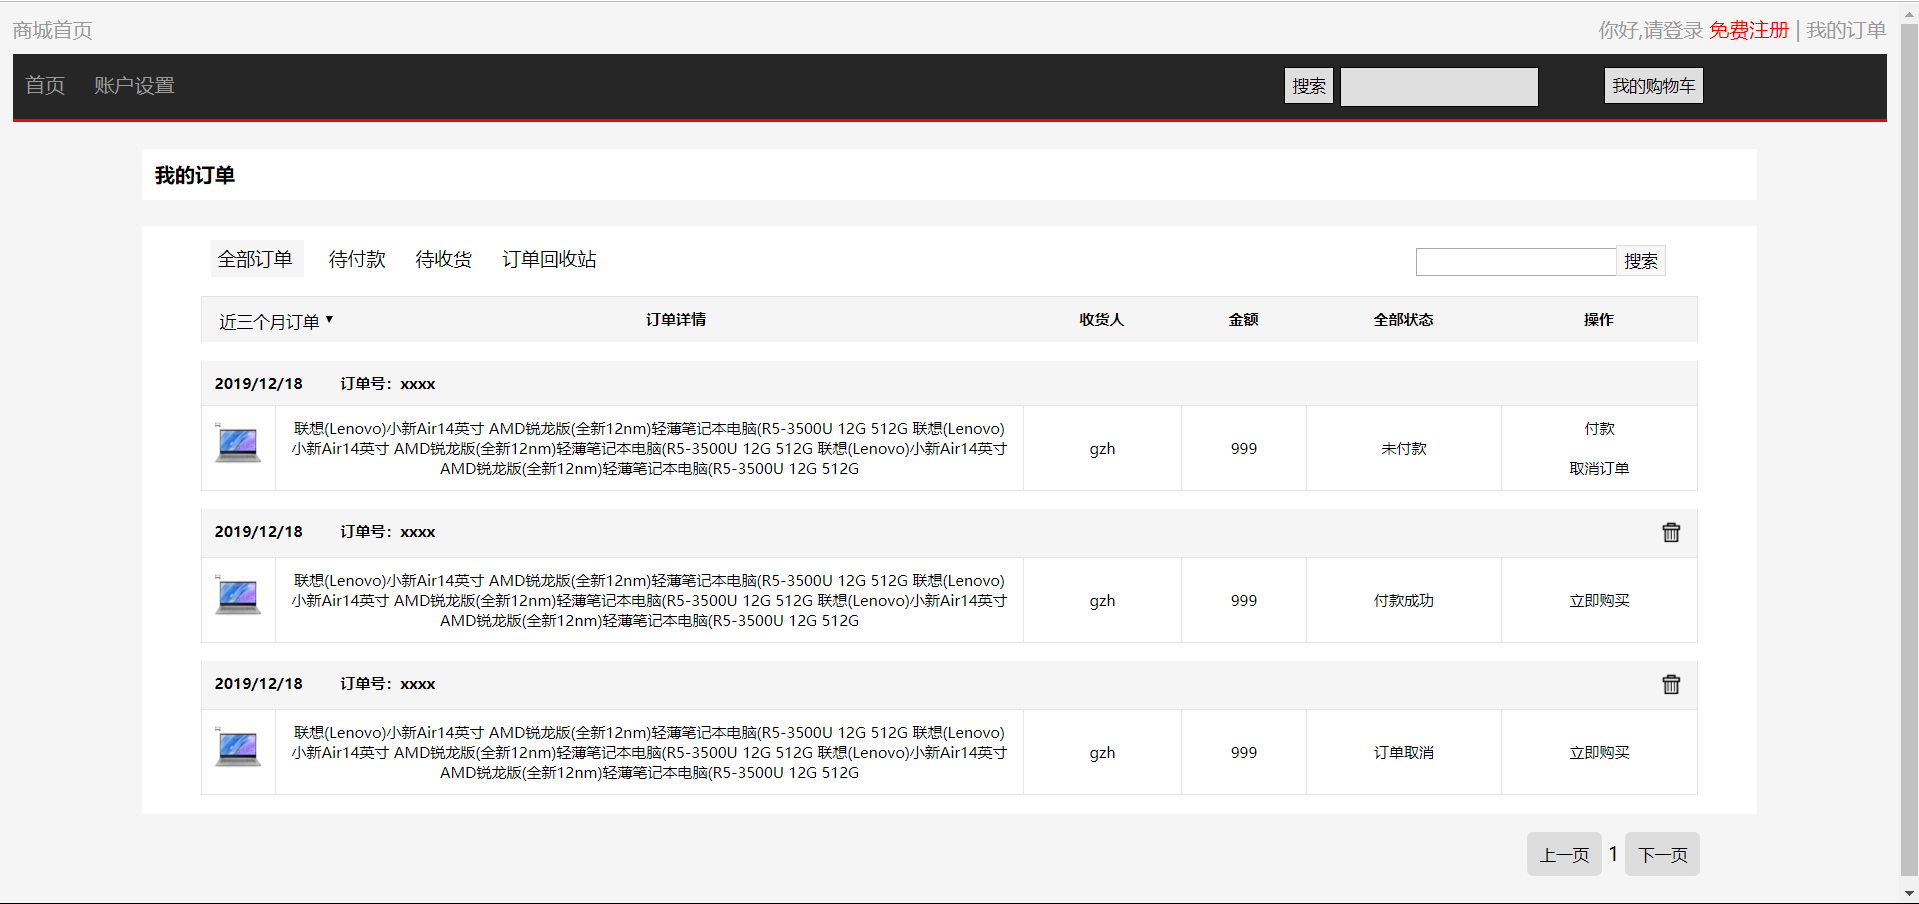 商城首页
你好,请登录 免费注册 | 我的订单
首页 账户设置 搜索 我的购物车
我的订单
全部订单 待付款 待收货 订单回收站 搜索
近三个月订单 ▼ 订单详情 收货人 金额 全部状态 操作
2019/12/18 订单号：xxxx
联想(Lenovo)小新Air14英寸 AMD锐龙版(全新12nm)轻薄笔记本电脑(R5-3500U 12G 512G 联想(Lenovo)
小新Air14英寸 AMD锐龙版(全新12nm)轻薄笔记本电脑(R5-3500U 12G 512G 联想(Lenovo)小新Air14英寸
AMD锐龙版(全新12nm)轻薄笔记本电脑(R5-3500U 12G 512G
gzh
999
未付款
付款
取消订单
2019/12/18 订单号：xxxx
联想(Lenovo)小新Air14英寸 AMD锐龙版(全新12nm)轻薄笔记本电脑(R5-3500U 12G 512G 联想(Lenovo)
小新Air14英寸 AMD锐龙版(全新12nm)轻薄笔记本电脑(R5-3500U 12G 512G 联想(Lenovo)小新Air14英寸
AMD锐龙版(全新12nm)轻薄笔记本电脑(R5-3500U 12G 512G
gzh
999
付款成功
立即购买
2019/12/18 订单号：xxxx
联想(Lenovo)小新Air14英寸 AMD锐龙版(全新12nm)轻薄笔记本电脑(R5-3500U 12G 512G 联想(Lenovo)
小新Air14英寸 AMD锐龙版(全新12nm)轻薄笔记本电脑(R5-3500U 12G 512G 联想(Lenovo)小新Air14英寸
AMD锐龙版(全新12nm)轻薄笔记本电脑(R5-3500U 12G 512G
gzh
999
订单取消
立即购买
上一页 1 下一页